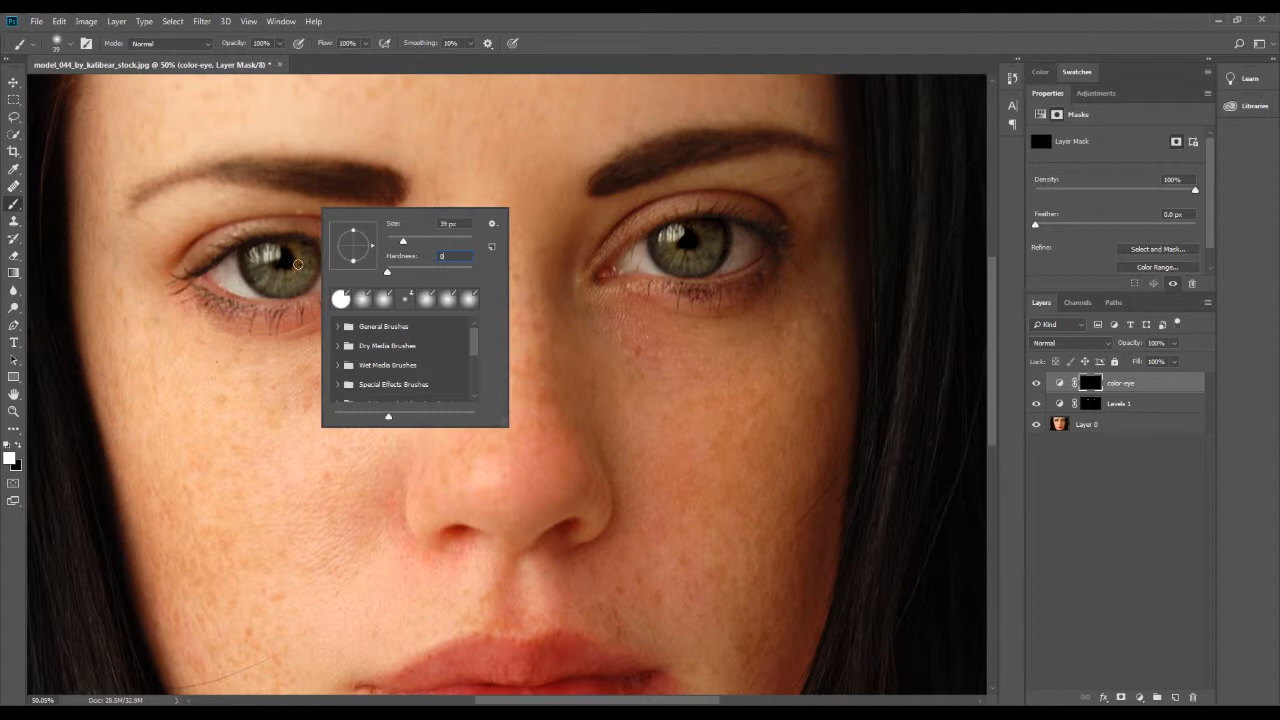 Ps File Edit Image Layer Type Select Filter 3D View Window Help
39 Mode: Normal Opacity: 100% Flow: 100% Smoothing: 10%
model_044_by_katibear_stock.jpg @ 50% (color-eye, Layer Mask/8) *
Color Swatches
Learn
Libraries
Properties Adjustments
Masks
Layer Mask
Density: 100%
Feather: 0.0 px
Refine: Select and Mask...
Color Range...
Size: 39 px
Hardness: 0
General Brushes
Dry Media Brushes
Wet Media Brushes
Special Effects Brushes
Layers Channels Paths
Kind
Normal Opacity: 100%
Lock: Fill: 100%
color-eye
Levels 1
Layer 0
50.05% Doc: 28.5M/32.9M